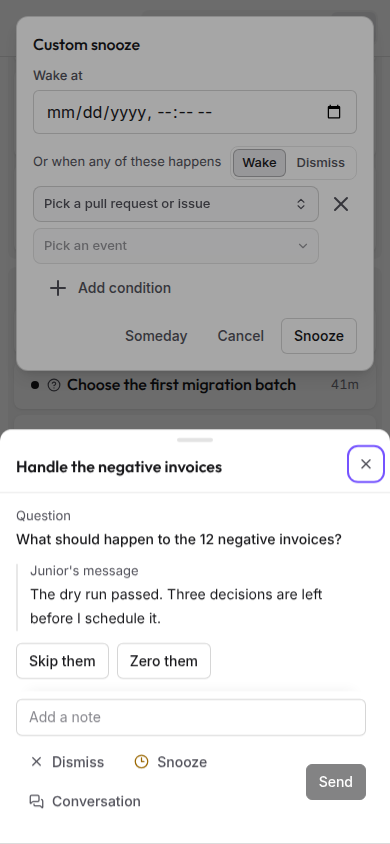 Custom snooze
Wake at
mm/dd/yyyy, --:-- --
Or when any of these happens
Wake
Dismiss
Pick a pull request or issue
Pick an event
Add condition
Someday
Cancel
Snooze
Choose the first migration batch
41m
Handle the negative invoices
Question
What should happen to the 12 negative invoices?
Junior's message
The dry run passed. Three decisions are left
before I schedule it.
Skip them
Zero them
Add a note
Dismiss
Snooze
Send
Conversation